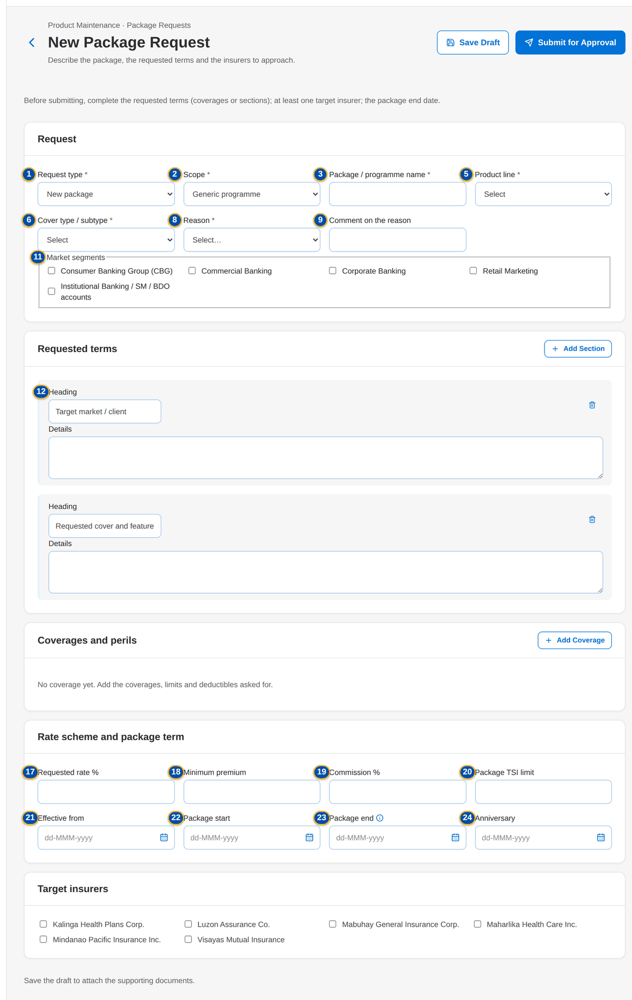 Product Maintenance · Package Requests
New Package Request
Save Draft
Submit for Approval
Describe the package, the requested terms and the insurers to approach.
Before submitting, complete the requested terms (coverages or sections); at least one target insurer; the package end date.
Request
1 Request type *
2 Scope *
3 Package / programme name *
5 Product line *
New package
Generic programme
Select
6 Cover type / subtype *
8 Reason *
9 Comment on the reason
Select
Select...
11 Market segments
Consumer Banking Group (CBG)
Commercial Banking
Corporate Banking
Retail Marketing
Institutional Banking / SM / BDO
accounts
Requested terms
+ Add Section
12 Heading
Target market / client
Details
Heading
Requested cover and feature
Details
Coverages and perils
+ Add Coverage
No coverage yet. Add the coverages, limits and deductibles asked for.
Rate scheme and package term
17 Requested rate %
18 Minimum premium
19 Commission %
20 Package TSI limit
21 Effective from
22 Package start
23 Package end
24 Anniversary
dd-MMM-yyyy
dd-MMM-yyyy
dd-MMM-yyyy
dd-MMM-yyyy
Target insurers
Kalinga Health Plans Corp.
Luzon Assurance Co.
Mabuhay General Insurance Corp.
Maharlika Health Care Inc.
Mindanao Pacific Insurance Inc.
Visayas Mutual Insurance
Save the draft to attach the supporting documents.